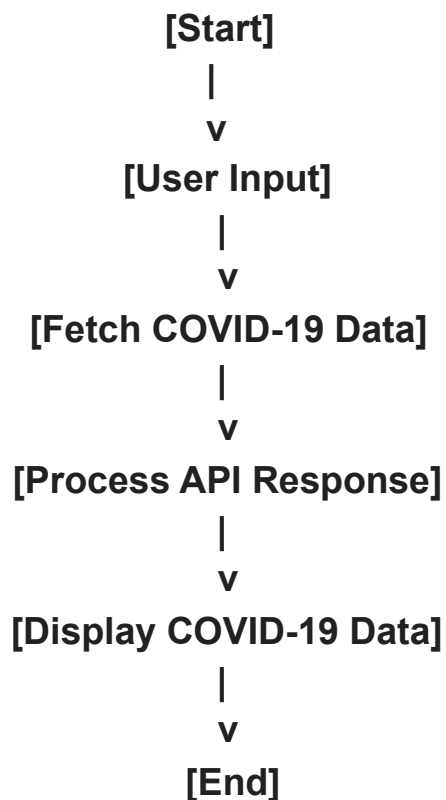 [Start]
|
v
[User Input]
|
v
[Fetch COVID-19 Data]
|
v
[Process API Response]
|
v
[Display COVID-19 Data]
|
v
[End]